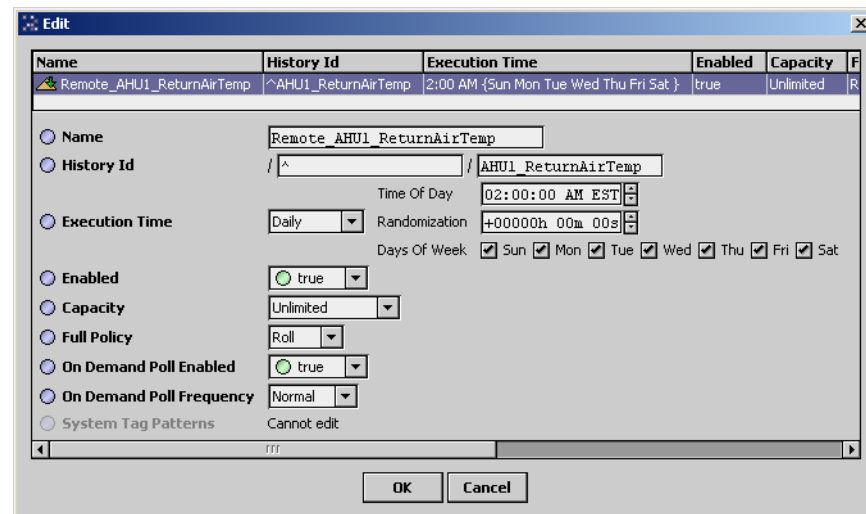 Edit
Name History Id Execution Time Enabled Capacity F
Remote_AHU1_ReturnAirTemp ^AHU1_ReturnAirTemp 2:00 AM {Sun Mon Tue Wed Thu Fri Sat } true Unlimited R
Name Remote_AHU1_ReturnAirTemp
History Id / ^ / AHU1_ReturnAirTemp
Time Of Day 02:00:00 AM EST
Execution Time Daily Randomization +00000h 00m 00s
Days Of Week Sun Mon Tue Wed Thu Fri Sat
Enabled true
Capacity Unlimited
Full Policy Roll
On Demand Poll Enabled true
On Demand Poll Frequency Normal
System Tag Patterns Cannot edit
OK Cancel